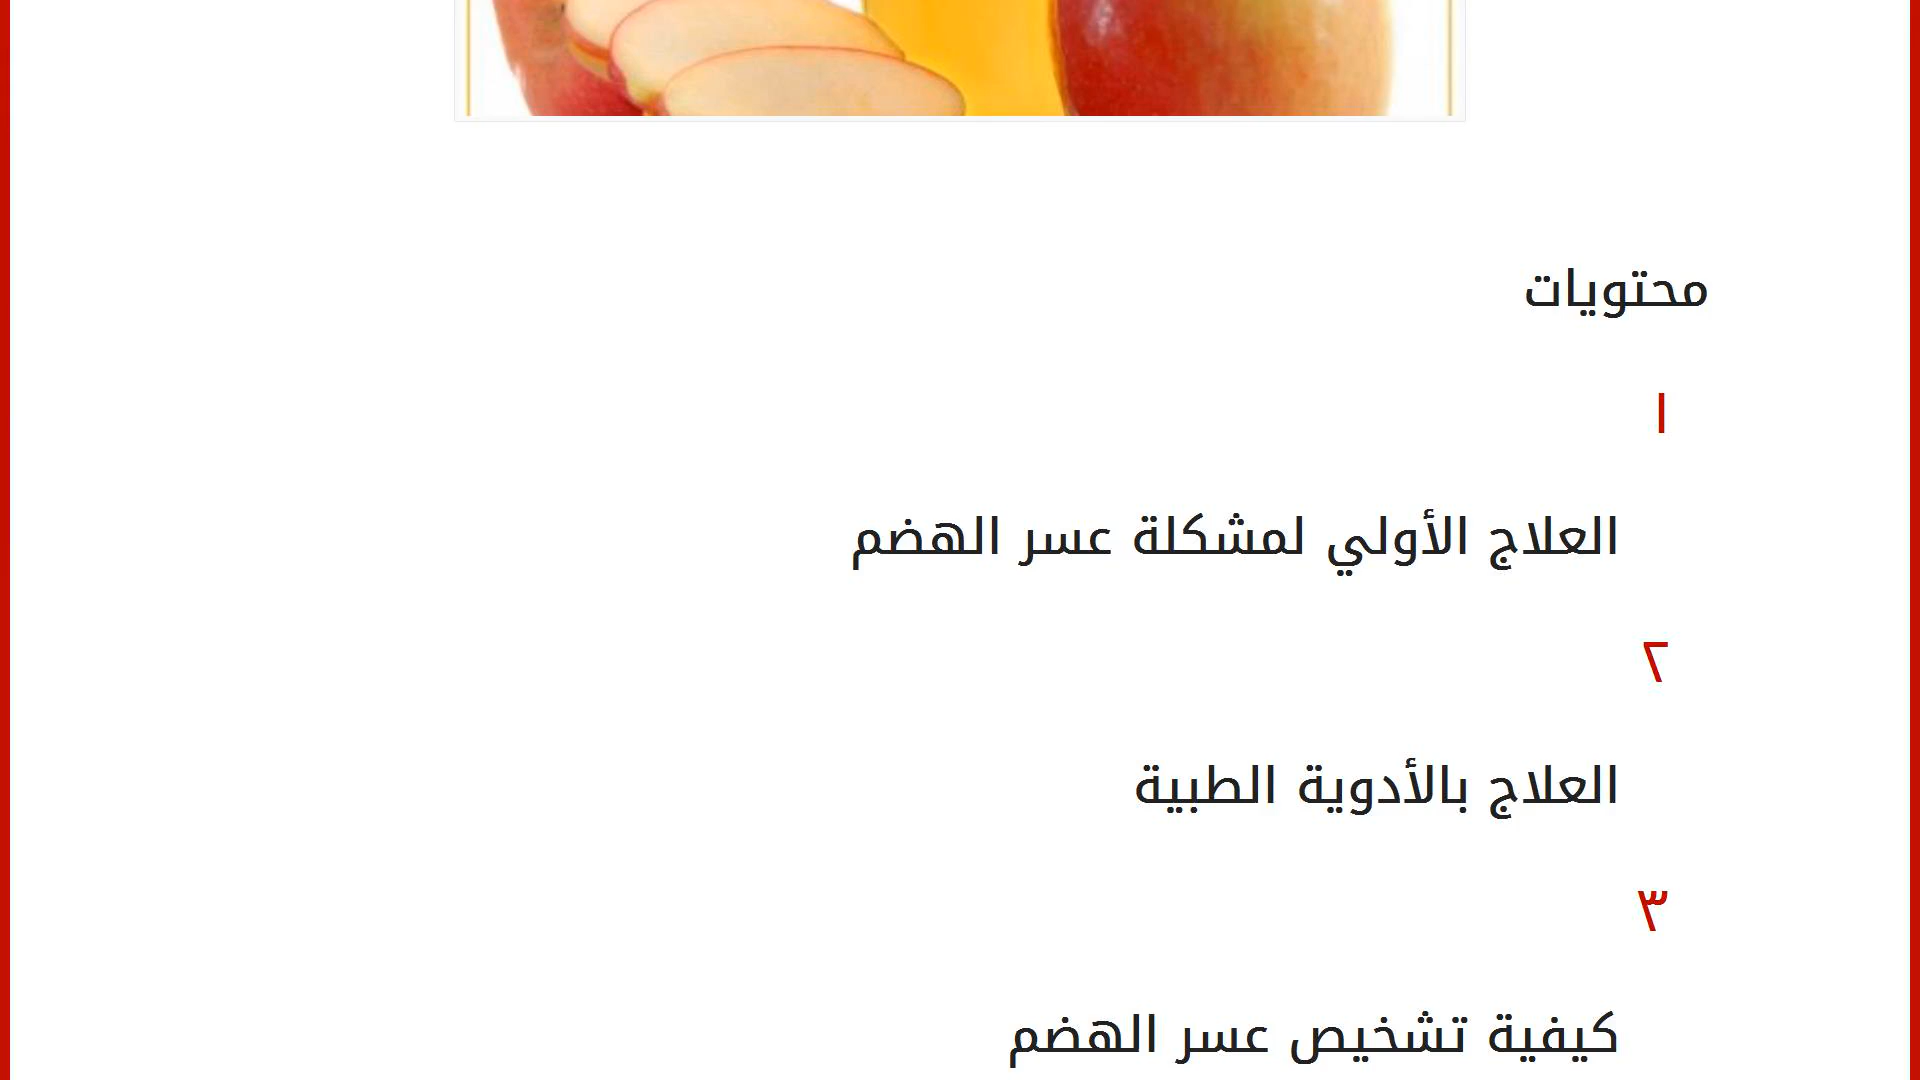 محتويات
١
العلاج الأولي لمشكلة عسر الهضم
٢
العلاج بالأدوية الطبية
٣
كيفية تشخيص عسر الهضم